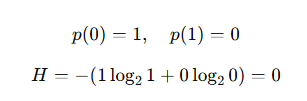 p(0) = 1, p(1) = 0
H = −(1 log₂ 1 + 0 log₂ 0) = 0